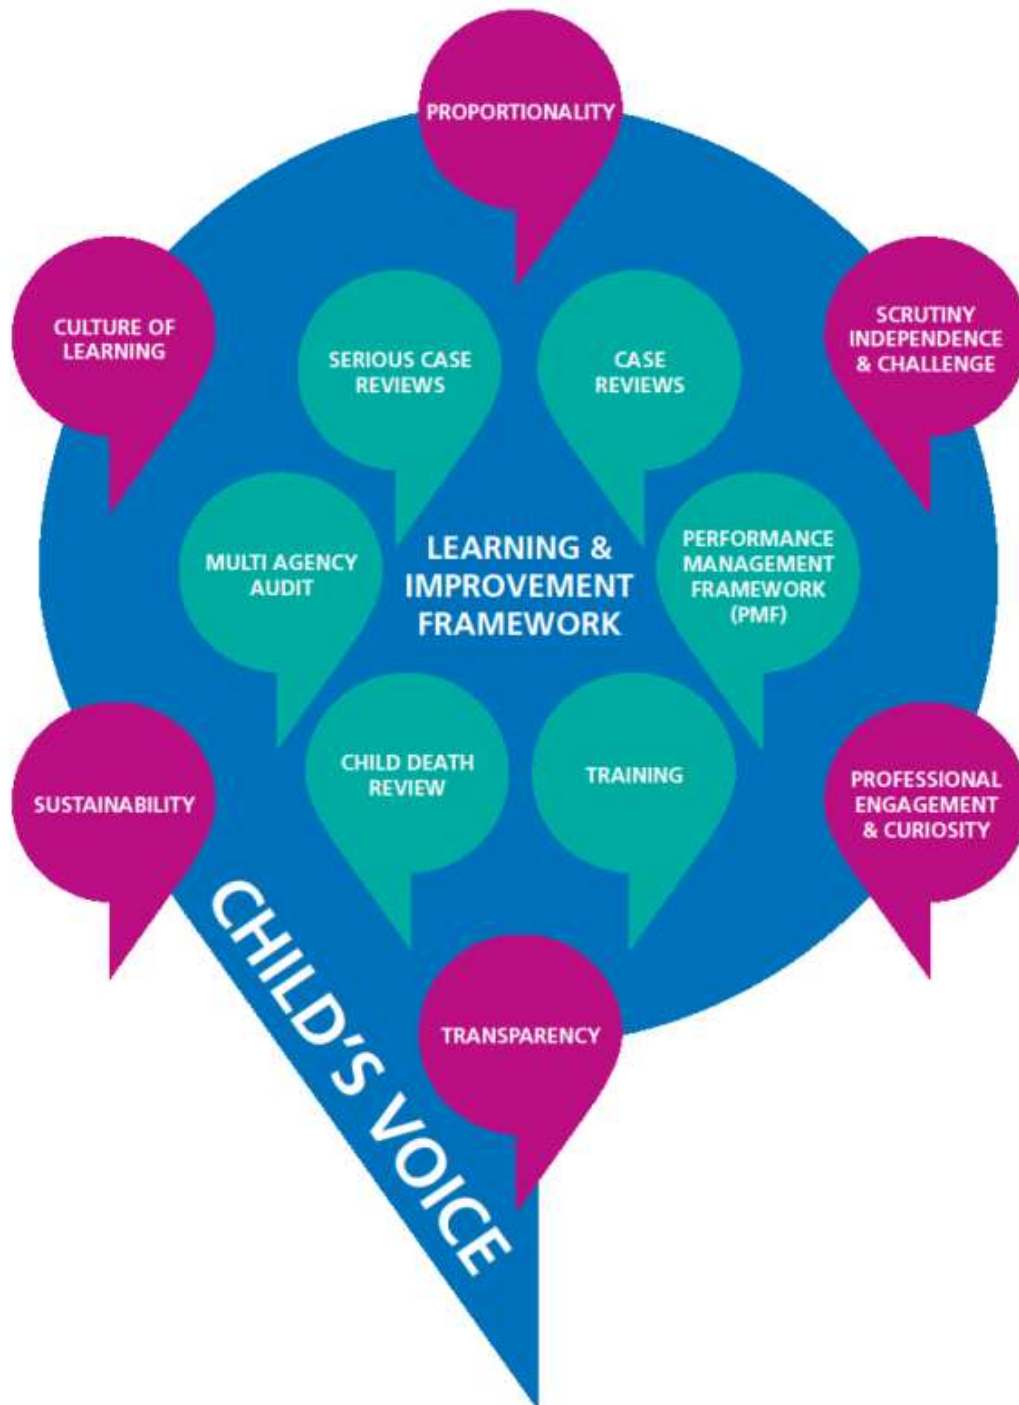 PROPORTIONALITY
CULTURE OF
LEARNING
SCRUTINY
INDEPENDENCE
& CHALLENGE
SERIOUS CASE
REVIEWS
CASE
REVIEWS
MULTI AGENCY
AUDIT
LEARNING &
IMPROVEMENT
FRAMEWORK
PERFORMANCE
MANAGEMENT
FRAMEWORK
(PMF)
SUSTAINABILITY
CHILD DEATH
REVIEW
TRAINING
PROFESSIONAL
ENGAGEMENT
& CURIOSITY
CHILD'S VOICE
TRANSPARENCY